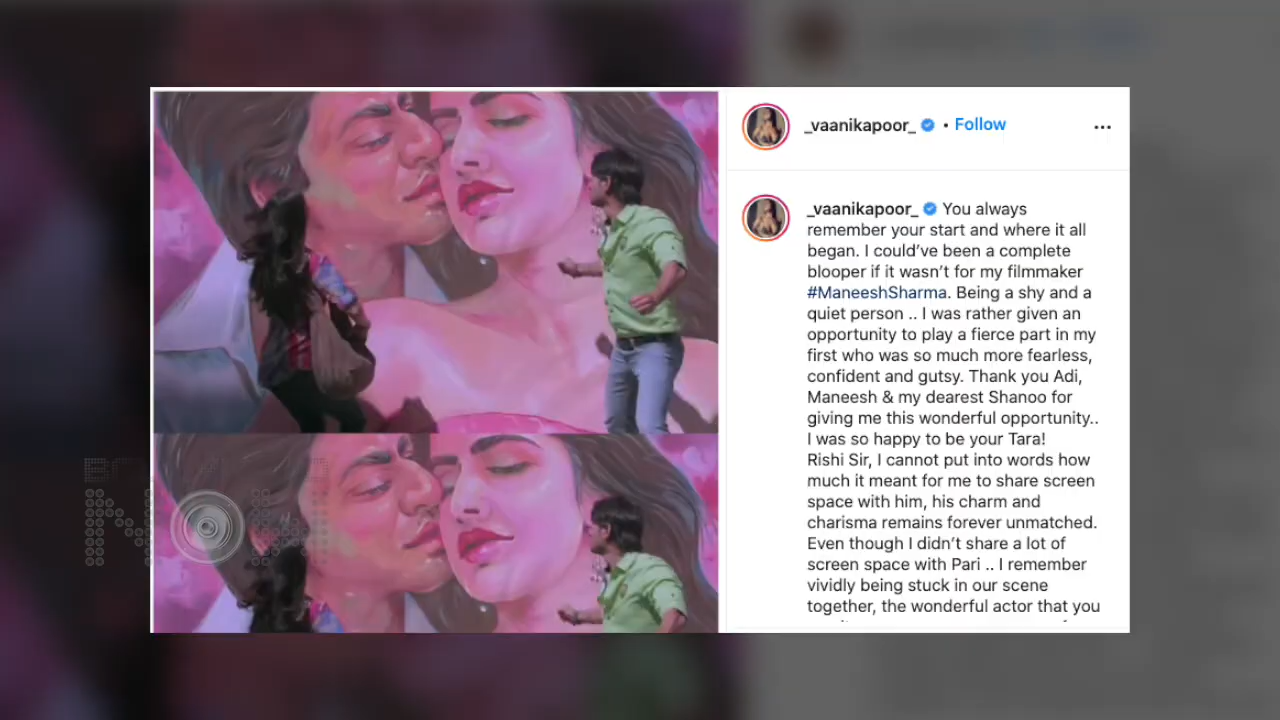 _vaanikapoor_ • Follow
_vaanikapoor_ You always
remember your start and where it all
began. I could’ve been a complete
blooper if it wasn’t for my filmmaker
#ManeeshSharma. Being a shy and a
quiet person .. I was rather given an
opportunity to play a fierce part in my
first who was so much more fearless,
confident and gutsy. Thank you Adi,
Maneesh & my dearest Shanoo for
giving me this wonderful opportunity..
I was so happy to be your Tara!
Rishi Sir, I cannot put into words how
much it meant for me to share screen
space with him, his charm and
charisma remains forever unmatched.
Even though I didn’t share a lot of
screen space with Pari .. I remember
vividly being stuck in our scene
together, the wonderful actor that you